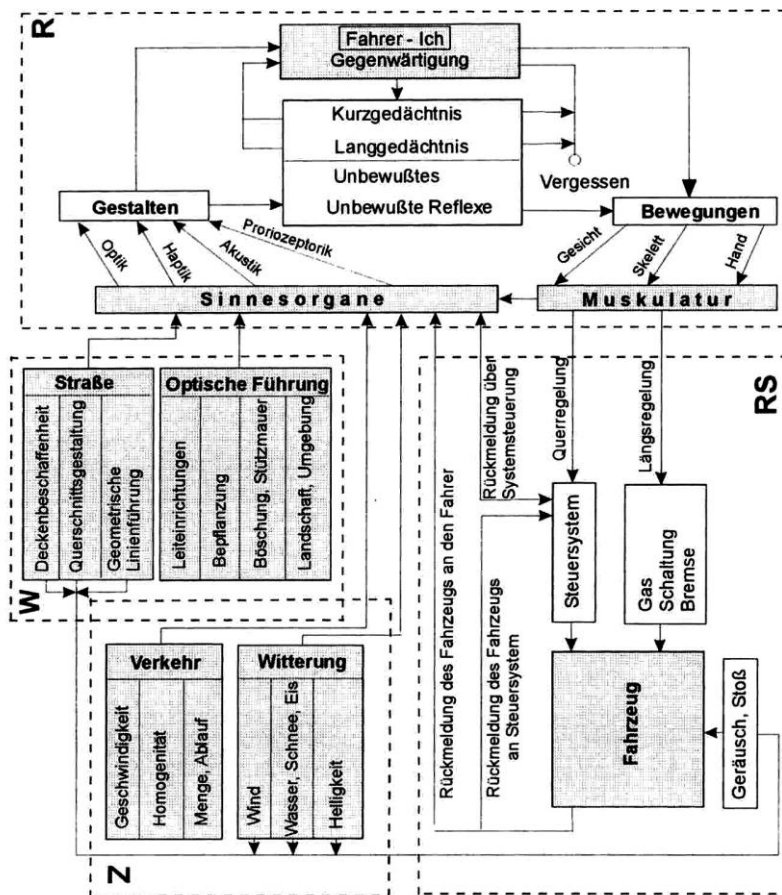 R
Fahrer - Ich
Gegenwärtigung
Kurzgedächtnis
Langgedächtnis
Unbewußtes
Unbewußte Reflexe
Vergessen
Gestalten
Bewegungen
Optik
Haptik
Akustik
Proriozeptorik
Gesicht
Skelett
Hand
Sinnesorgane
Muskulatur
W
Straße
Deckenbeschaffenheit
Querschnittsgestaltung
Geometrische
Linienführung
Optische Führung
Leiteinrichtungen
Bepflanzung
Böschung, Stützmauer
Landschaft, Umgebung
Z
Verkehr
Geschwindigkeit
Homogenität
Menge, Ablauf
Witterung
Wind
Wasser, Schnee, Eis
Helligkeit
RS
Rückmeldung des Fahrzeugs an den Fahrer
Rückmeldung des Fahrzeugs
an Steuersystem
Rückmeldung über
Systemsteuerung
Querregelung
Längsregelung
Steuersystem
Gas
Schaltung
Bremse
Fahrzeug
Geräusch, Stoß